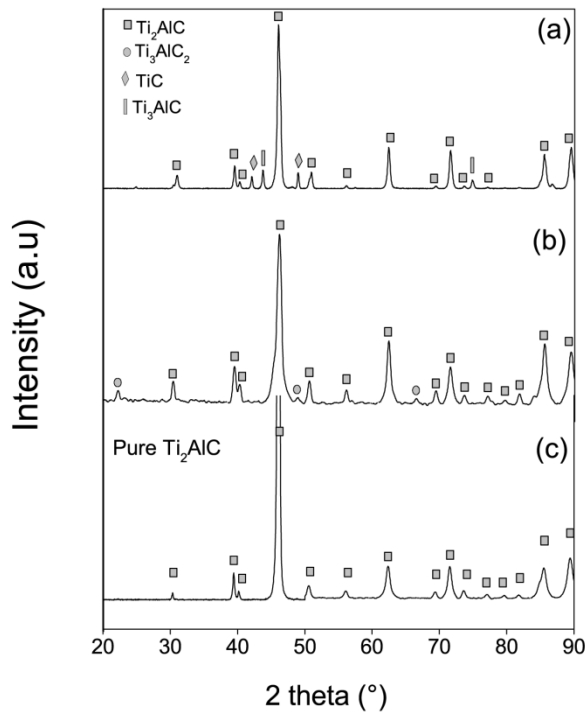 Ti₂AlC
Ti₃AlC₂
TiC
Ti₃AlC
(a)
(b)
Pure Ti₂AlC
(c)
Intensity (a.u)
20 30 40 50 60 70 80 90
2 theta (°)